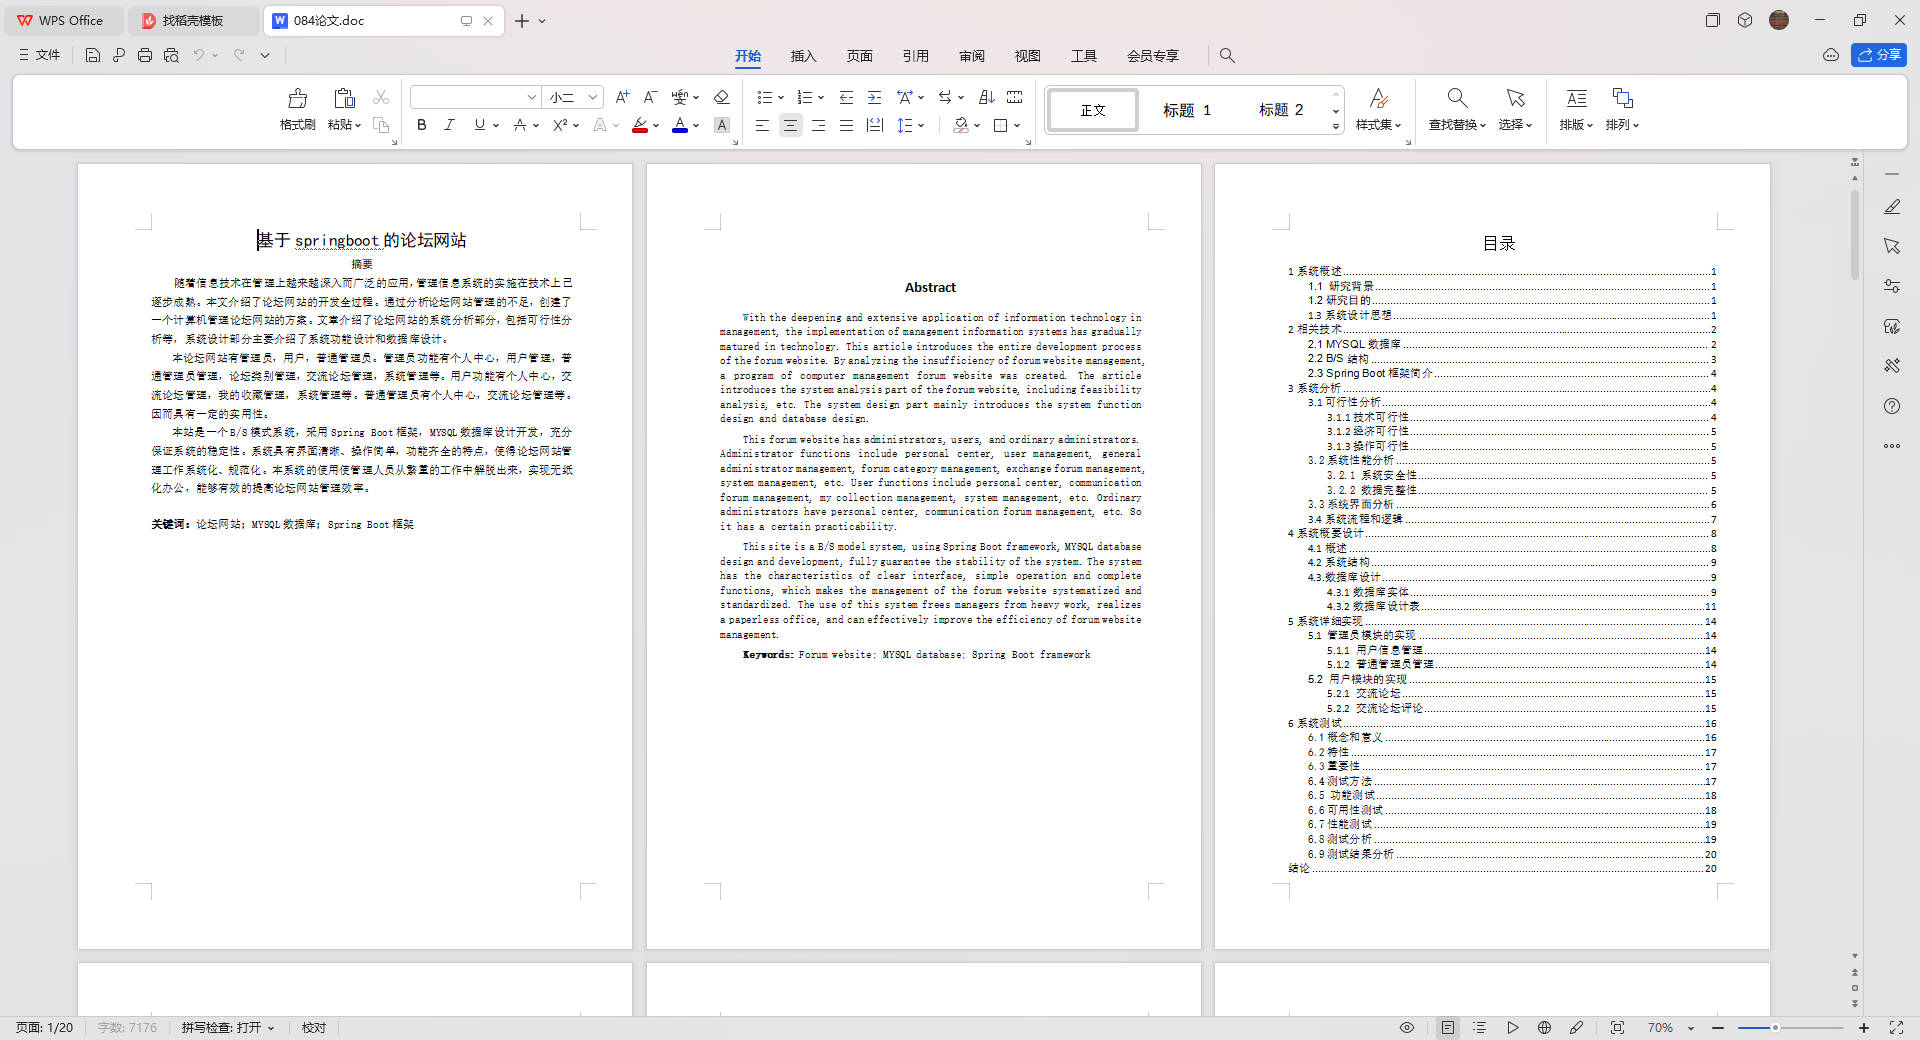 WPS Office
找稻壳模板
084论文.doc
文件
开始
插入
页面
引用
审阅
视图
工具
会员专享
分享
格式刷
粘贴
小二
正文
标题 1
标题 2
样式集
查找替换
选择
排版
排列
基于springboot的论坛网站
摘要
随着信息技术在管理上越来越深入而广泛的应用，管理信息系统的实施在技术上已
逐步成熟。本文介绍了论坛网站的开发全过程。通过分析论坛网站管理的不足，创建了
一个计算机管理论坛网站的方案。文章介绍了论坛网站的系统分析部分，包括可行性分
析等，系统设计部分主要介绍了系统功能设计和数据库设计。
本论坛网站有管理员，用户，普通管理员。管理员功能有个人中心，用户管理，普
通管理员管理，论坛类别管理，交流论坛管理，系统管理等。用户功能有个人中心，交
流论坛管理，我的收藏管理，系统管理等。普通管理员有个人中心，交流论坛管理等。
因而具有一定的实用性。
本站是一个B/S模式系统，采用Spring Boot框架，MYSQL数据库设计开发，充分
保证系统的稳定性。系统具有界面清晰、操作简单，功能齐全的特点，使得论坛网站管
理工作系统化、规范化。本系统的使用使管理人员从繁重的工作中解脱出来，实现无纸
化办公，能够有效的提高论坛网站管理效率。
关键词：论坛网站；MYSQL数据库；Spring Boot框架
Abstract
With the deepening and extensive application of information technology in
management, the implementation of management information systems has gradually
matured in technology. This article introduces the entire development process
of the forum website. By analyzing the insufficiency of forum website management,
a program of computer management forum website was created. The article
introduces the system analysis part of the forum website, including feasibility
analysis, etc. The system design part mainly introduces the system function
design and database design.
This forum website has administrators, users, and ordinary administrators.
Administrator functions include personal center, user management, general
administrator management, forum category management, exchange forum management,
system management, etc. User functions include personal center, communication
forum management, my collection management, system management, etc. Ordinary
administrators have personal center, communication forum management, etc. So
it has a certain practicability.
This site is a B/S model system, using Spring Boot framework, MYSQL database
design and development, fully guarantee the stability of the system. The system
has the characteristics of clear interface, simple operation and complete
functions, which makes the management of the forum website systematized and
standardized. The use of this system frees managers from heavy work, realizes
a paperless office, and can effectively improve the efficiency of forum website
management.
Keywords: Forum website; MYSQL database; Spring Boot framework
目录
1 系统概述 1
1.1 研究背景 1
1.2 研究目的 1
1.3 系统设计思想 1
2 相关技术 2
2.1 MYSQL 数据库 2
2.2 B/S 结构 3
2.3 Spring Boot 框架简介 4
3 系统分析 4
3.1 可行性分析 4
3.1.1 技术可行性 4
3.1.2 经济可行性 5
3.1.3 操作可行性 5
3.2 系统性能分析 5
3.2.1 系统安全性 5
3.2.2 数据完整性 5
3.3 系统界面分析 6
3.4 系统流程和逻辑 7
4 系统概要设计 8
4.1 概述 8
4.2 系统结构 9
4.3.数据库设计 9
4.3.1 数据库实体 9
4.3.2 数据库设计表 11
5 系统详细实现 14
5.1 管理员模块的实现 14
5.1.1 用户信息管理 14
5.1.2 普通管理员管理 14
5.2 用户模块的实现 15
5.2.1 交流论坛 15
5.2.2 交流论坛评论 15
6 系统测试 16
6.1 概念和意义 16
6.2 特性 17
6.3 重要性 17
6.4 测试方法 17
6.5 功能测试 18
6.6 可用性测试 18
6.7 性能测试 19
6.8 测试分析 19
6.9 测试结果分析 20
结论 20
页面: 1/20
字数: 7176
拼写检查: 打开
校对
70%